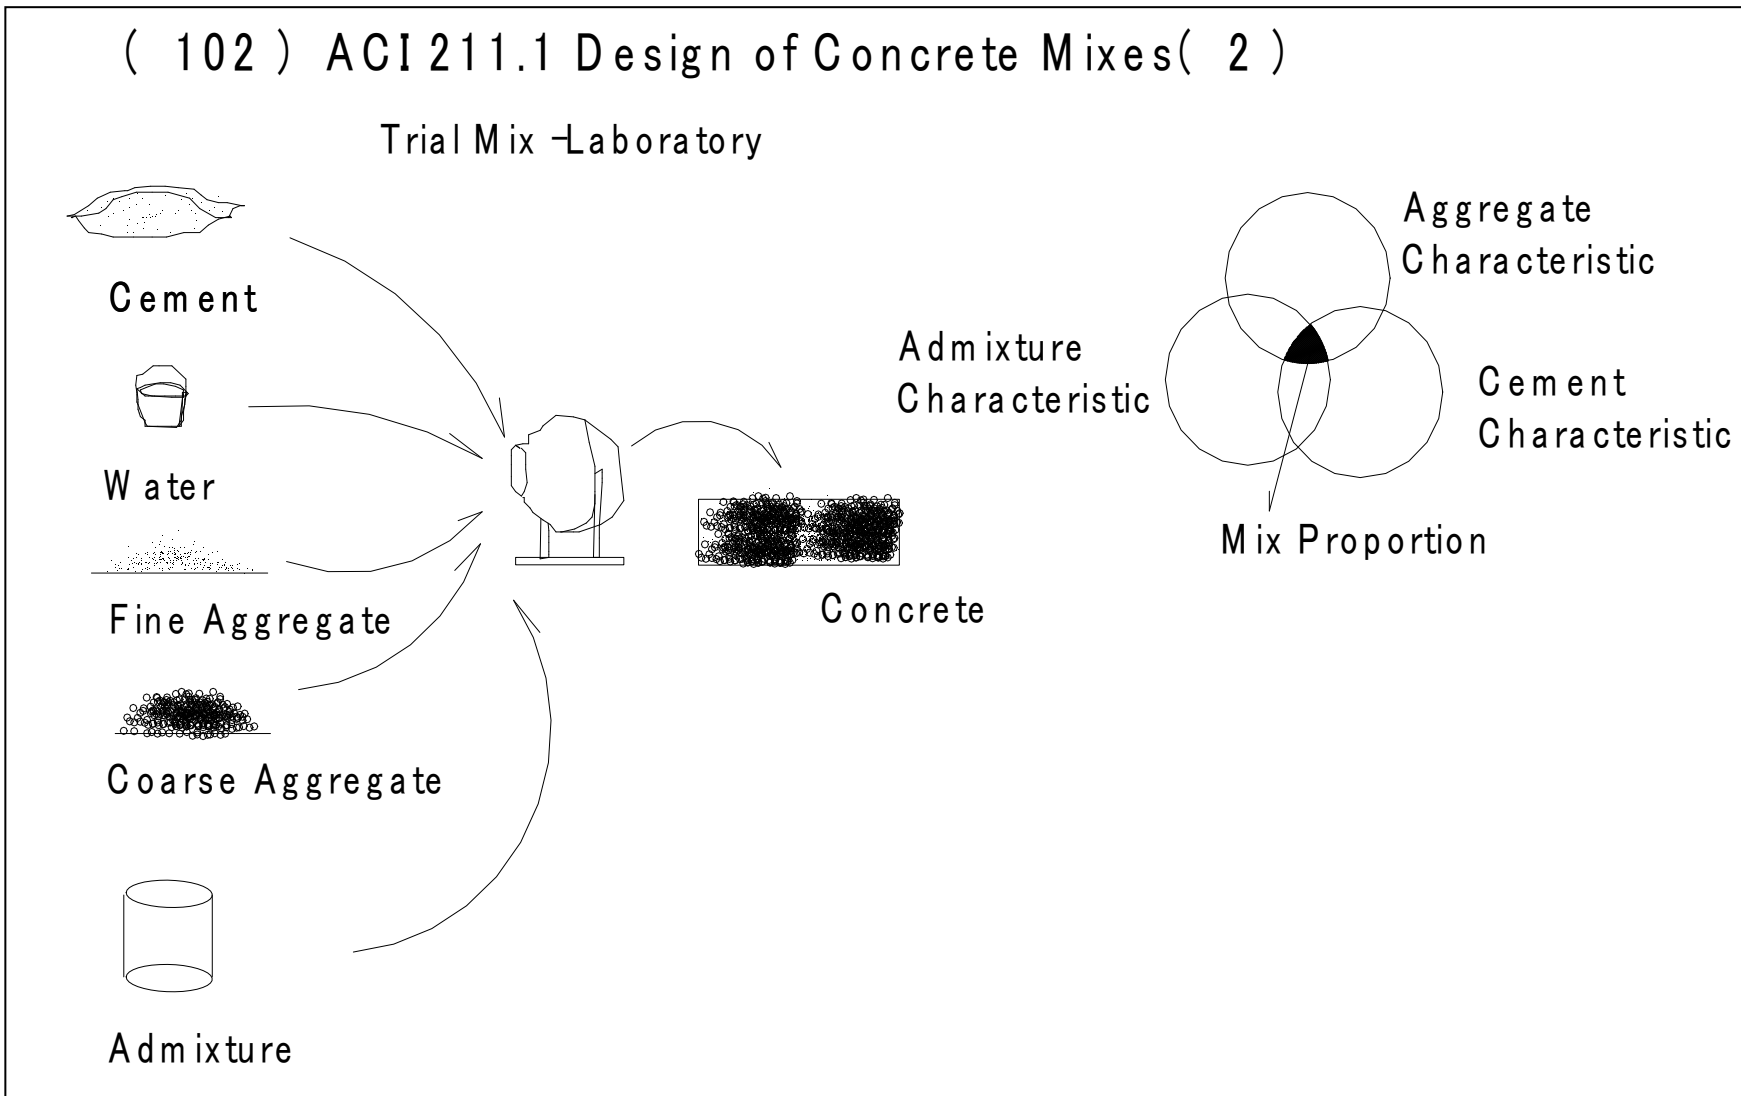 ( 102 ) ACI 211.1 Design of Concrete Mixes( 2 )
Trial Mix -Laboratory
Cement
Water
Fine Aggregate
Coarse Aggregate
Admixture
Concrete
Aggregate
Characteristic
Admixture
Characteristic
Cement
Characteristic
Mix Proportion